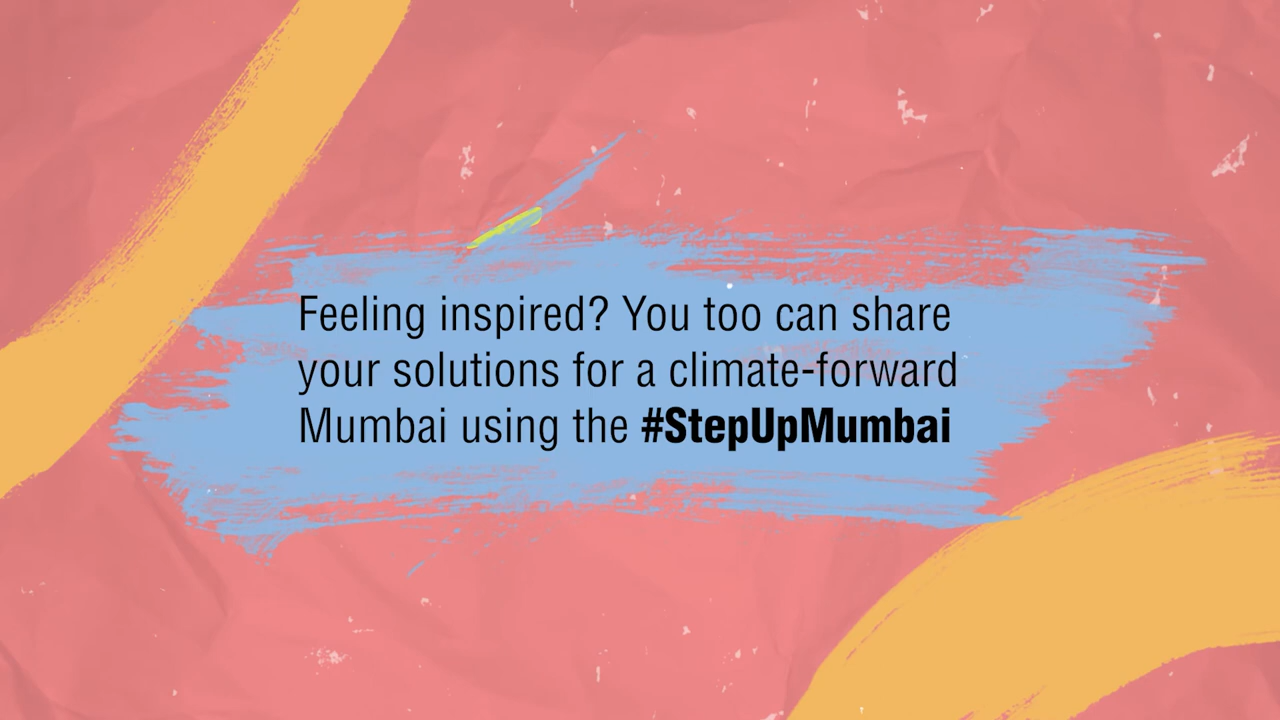 Feeling inspired? You too can share
your solutions for a climate-forward
Mumbai using the #StepUpMumbai